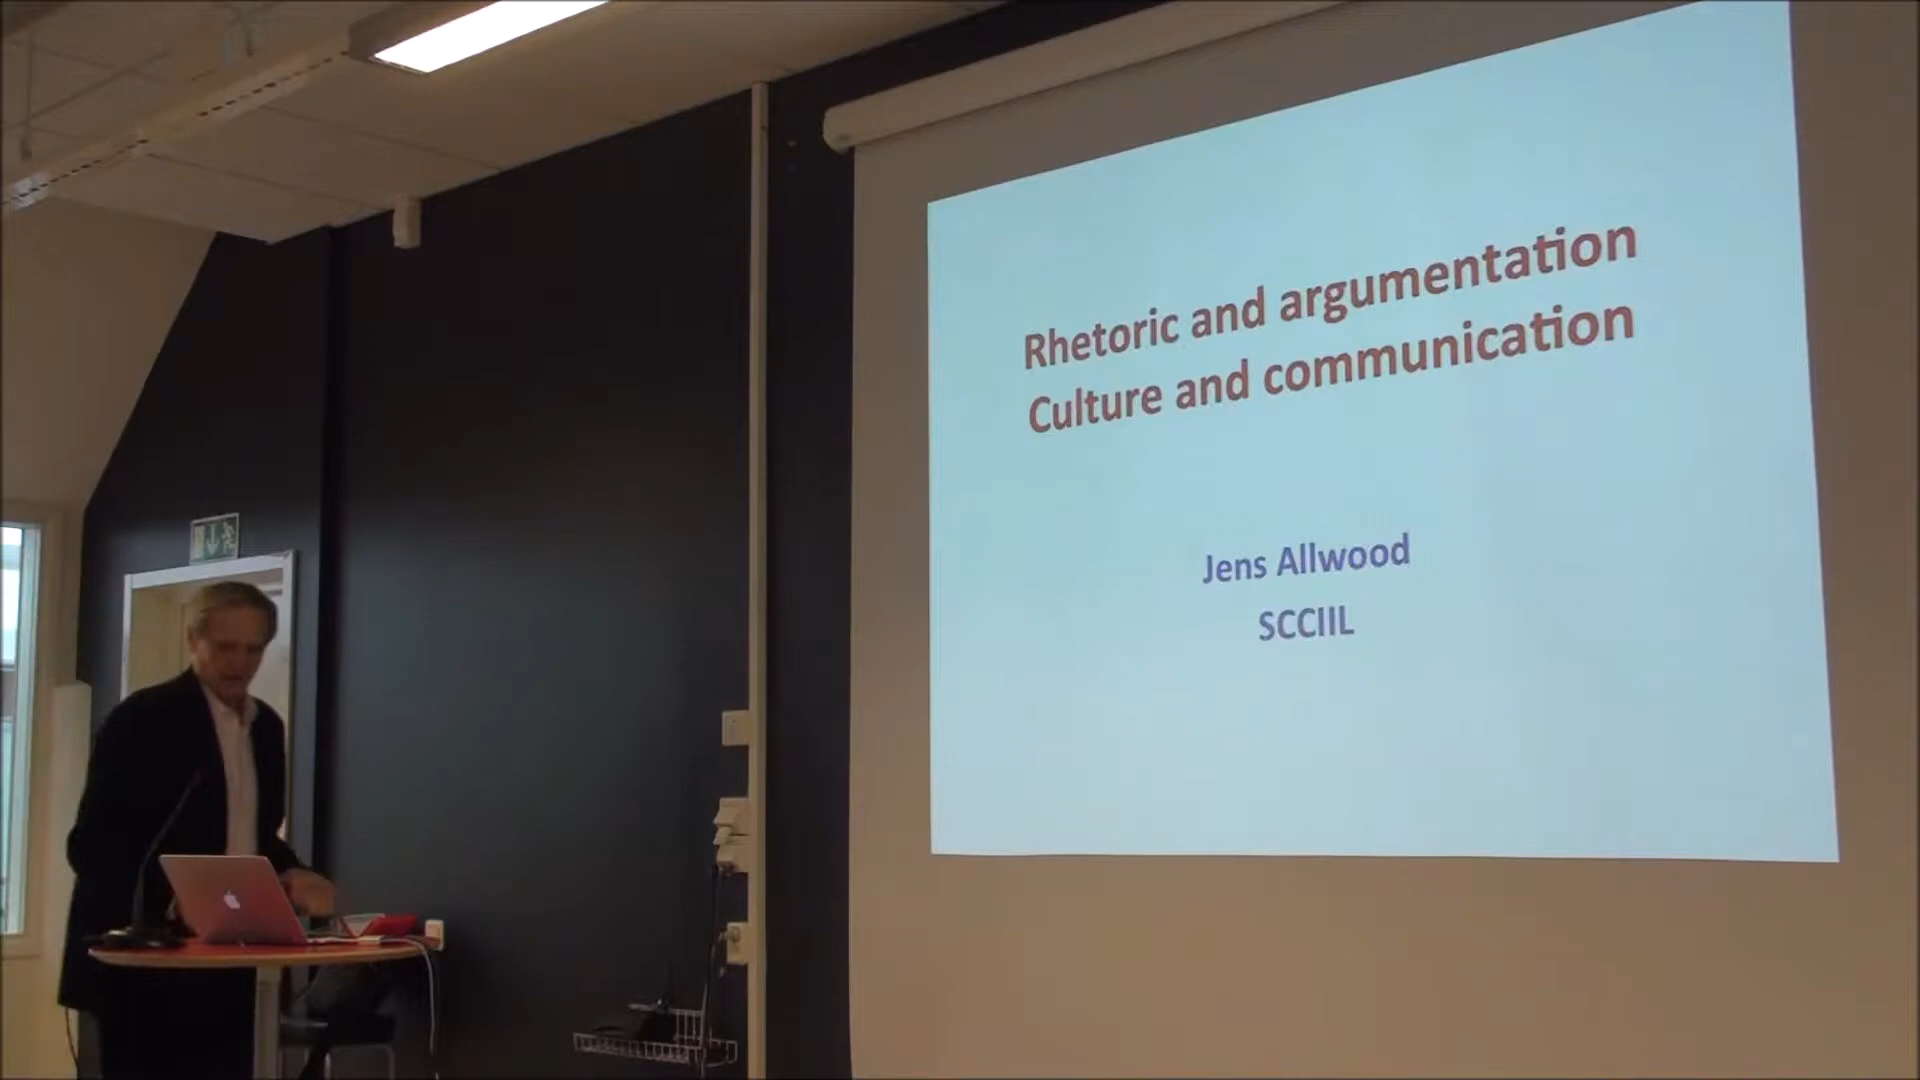 Rhetoric and argumentation
Culture and communication
Jens Allwood
SCCIIL